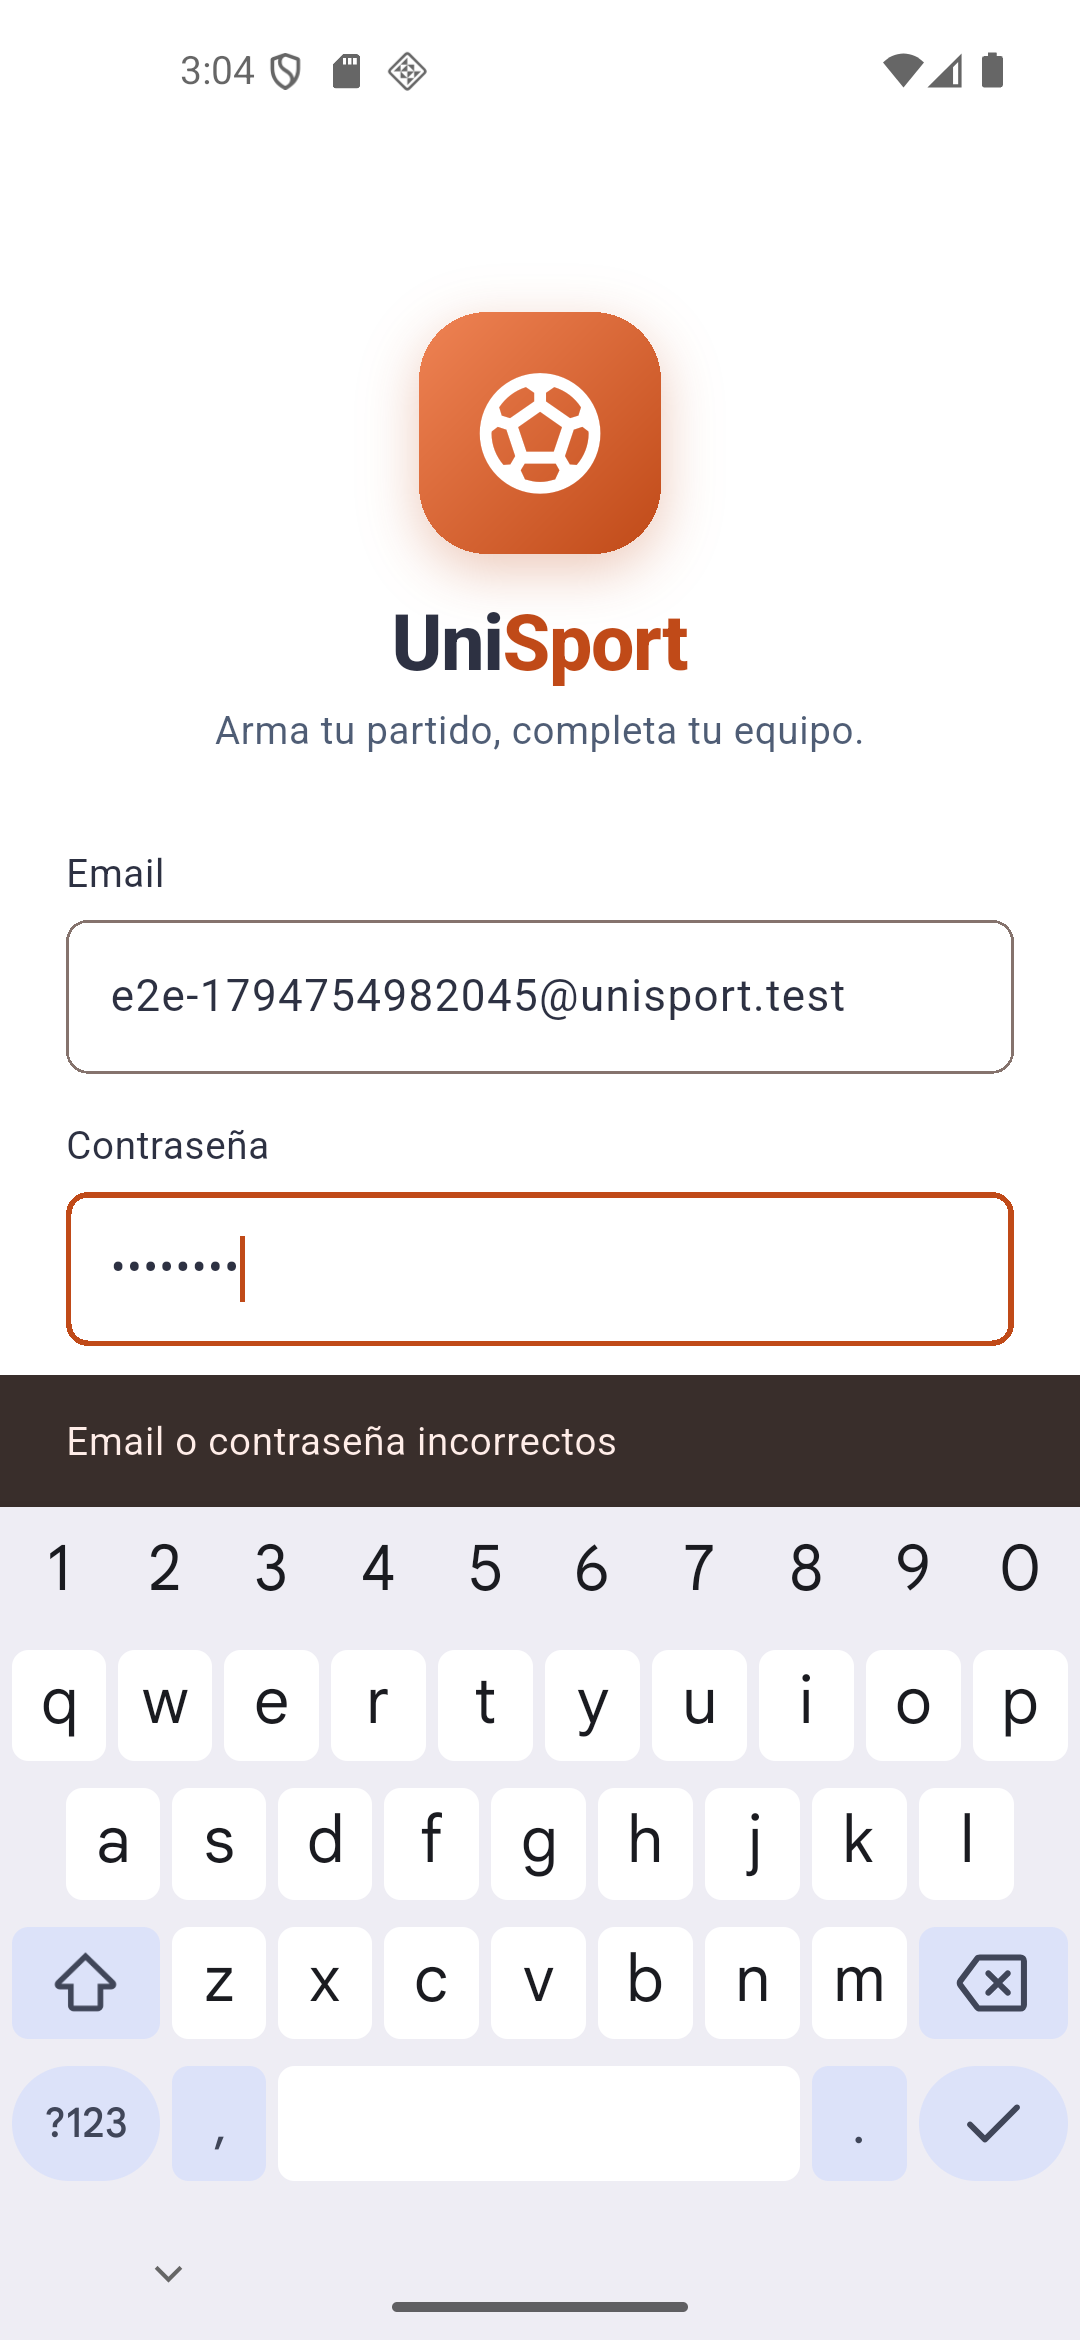 3:04
UniSport
Arma tu partido, completa tu equipo.
Email
e2e-1794754982045@unisport.test
Contraseña
••••••••
Email o contraseña incorrectos
1 2 3 4 5 6 7 8 9 0
q w e r t y u i o p
a s d f g h j k l
z x c v b n m
?123 , .